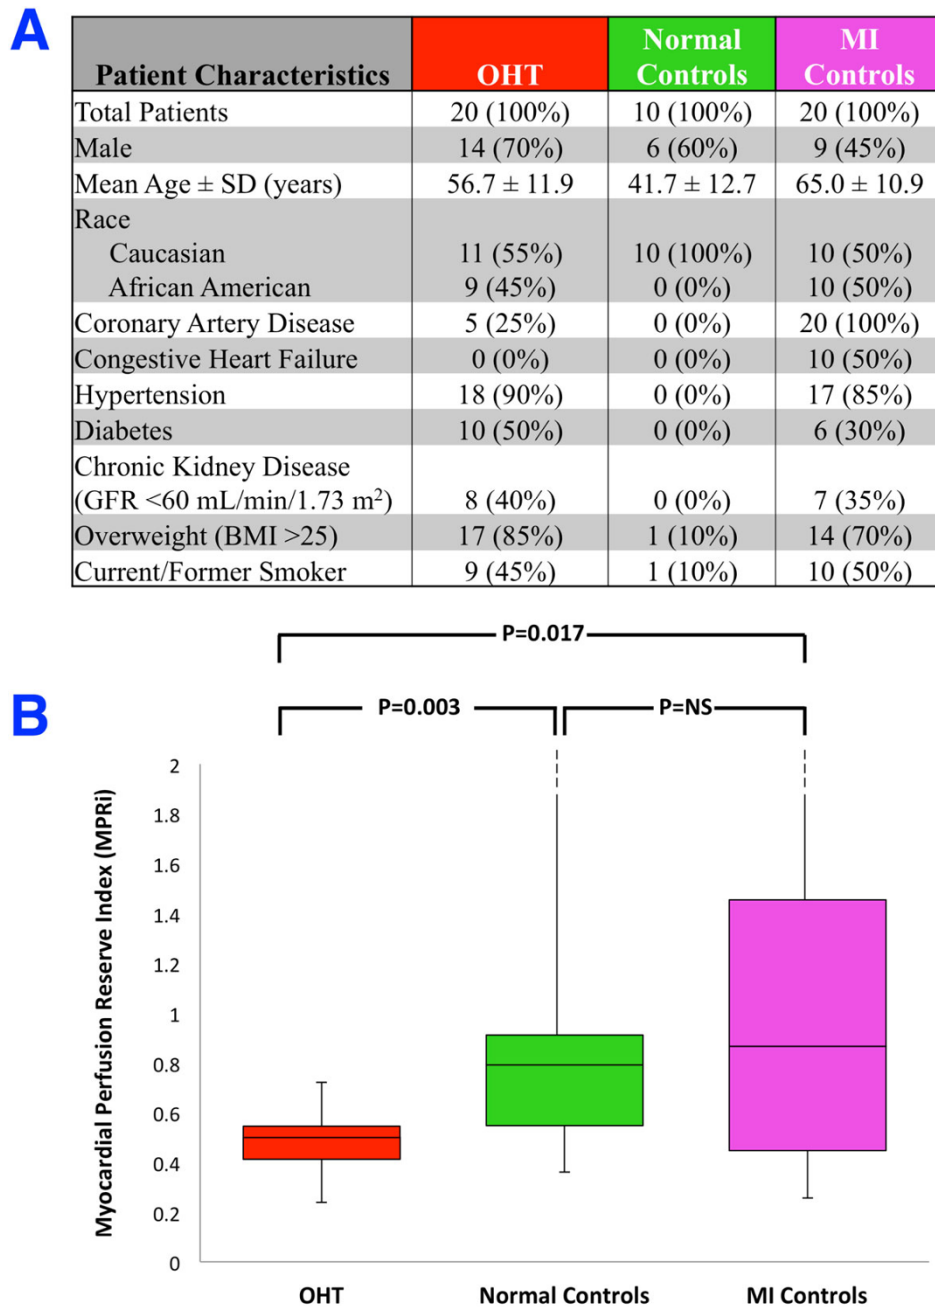 A
Patient Characteristics OHT Normal Controls MI Controls
Total Patients 20 (100%) 10 (100%) 20 (100%)
Male 14 (70%) 6 (60%) 9 (45%)
Mean Age ± SD (years) 56.7 ± 11.9 41.7 ± 12.7 65.0 ± 10.9
Race
Caucasian 11 (55%) 10 (100%) 10 (50%)
African American 9 (45%) 0 (0%) 10 (50%)
Coronary Artery Disease 5 (25%) 0 (0%) 20 (100%)
Congestive Heart Failure 0 (0%) 0 (0%) 10 (50%)
Hypertension 18 (90%) 0 (0%) 17 (85%)
Diabetes 10 (50%) 0 (0%) 6 (30%)
Chronic Kidney Disease
(GFR <60 mL/min/1.73 m²) 8 (40%) 0 (0%) 7 (35%)
Overweight (BMI >25) 17 (85%) 1 (10%) 14 (70%)
Current/Former Smoker 9 (45%) 1 (10%) 10 (50%)
P=0.017
B
P=0.003 P=NS
Myocardial Perfusion Reserve Index (MPRi)
2
1.8
1.6
1.4
1.2
1
0.8
0.6
0.4
0.2
0
OHT Normal Controls MI Controls